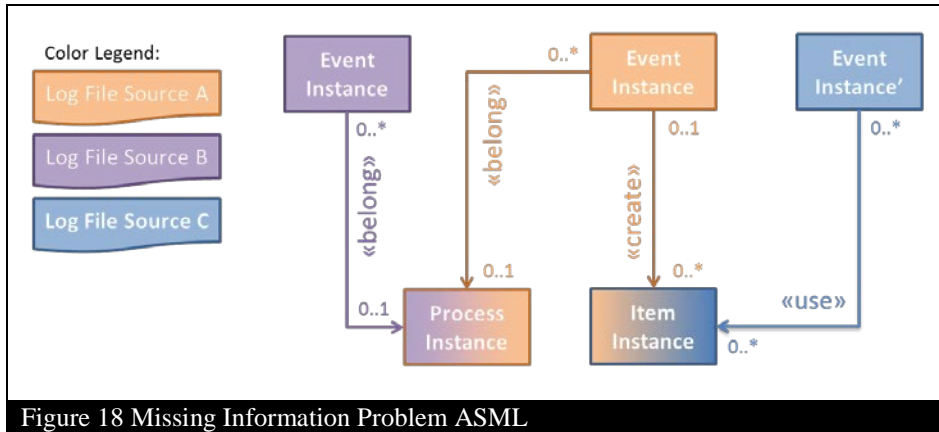 Color Legend:
Log File Source A
Log File Source B
Log File Source C
Event
Instance
0..*
«belong»
0..1
0..*
«belong»
0..1
Event
Instance
0..1
«create»
0..*
Event
Instance’
0..*
«use»
0..*
Process
Instance
Item
Instance
Figure 18 Missing Information Problem ASML